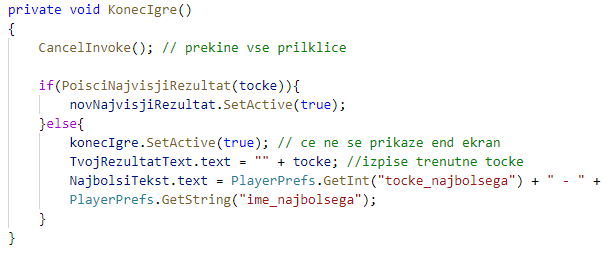 private void KonecIgre()
{
    CancelInvoke(); // prekine vse prilklice

    if(PoisciNajvisjiRezultat(tocke)){
        novNajvisjiRezultat.SetActive(true);
    }else{
        konecIgre.SetActive(true); // ce ne se prikaze end ekran
        TvojRezultatText.text = "" + tocke; //izpise trenutne tocke
        NajbolsiTekst.text = PlayerPrefs.GetInt("tocke_najbolsega") + " - " +
        PlayerPrefs.GetString("ime_najbolsega");
    }
}